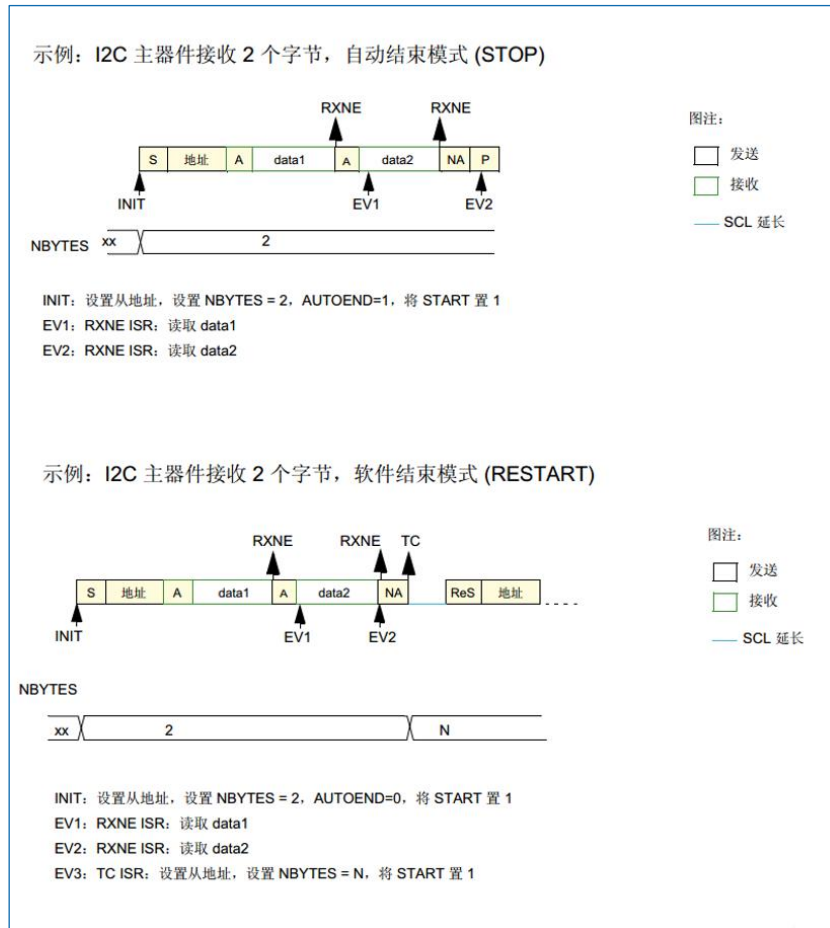 示例：I2C 主器件接收 2 个字节，自动结束模式 (STOP)
RXNE RXNE
图注：
S 地址 A data1 A data2 NA P
发送
接收
INIT EV1 EV2
SCL 延长
NBYTES xx 2
INIT：设置从地址，设置 NBYTES = 2，AUTOEND=1，将 START 置 1
EV1：RXNE ISR：读取 data1
EV2：RXNE ISR：读取 data2
示例：I2C 主器件接收 2 个字节，软件结束模式 (RESTART)
RXNE RXNE TC
图注：
发送
S 地址 A data1 A data2 NA ReS 地址
接收
INIT EV1 EV2
SCL 延长
NBYTES
xx 2 N
INIT：设置从地址，设置 NBYTES = 2，AUTOEND=0，将 START 置 1
EV1：RXNE ISR：读取 data1
EV2：RXNE ISR：读取 data2
EV3：TC ISR：设置从地址，设置 NBYTES = N，将 START 置 1